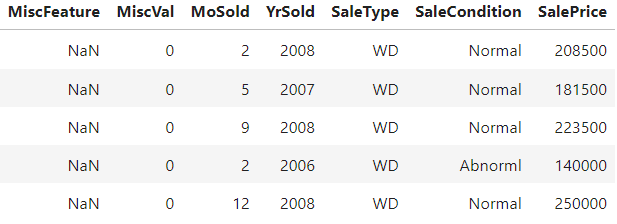 MiscFeature MiscVal MoSold YrSold SaleType SaleCondition SalePrice
NaN 0 2 2008 WD Normal 208500
NaN 0 5 2007 WD Normal 181500
NaN 0 9 2008 WD Normal 223500
NaN 0 2 2006 WD Abnorml 140000
NaN 0 12 2008 WD Normal 250000